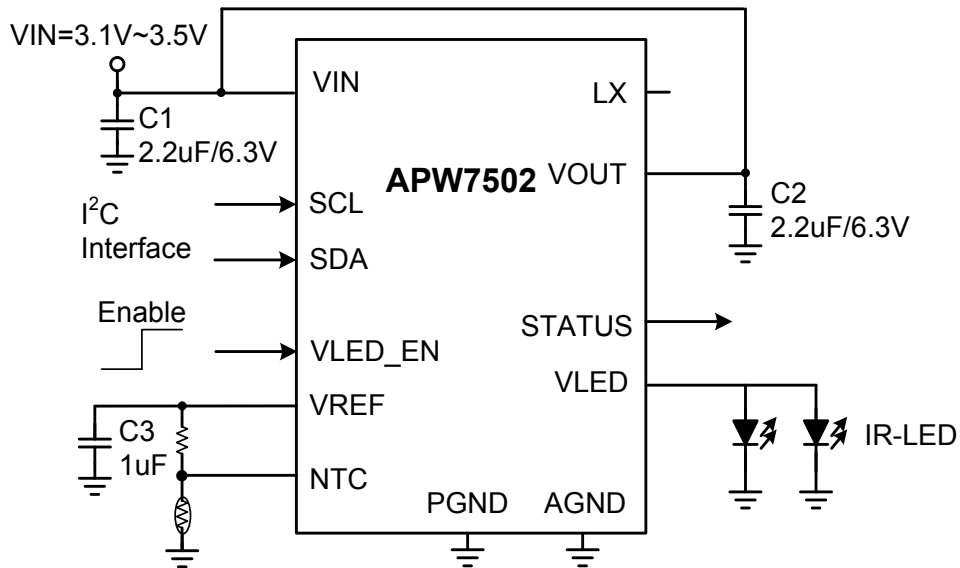 VIN=3.1V~3.5V
VIN
LX
C1
2.2uF/6.3V
APW7502
VOUT
C2
2.2uF/6.3V
I²C
Interface
SCL
SDA
Enable
STATUS
VLED_EN
VLED
VREF
C3
1uF
IR-LED
NTC
PGND
AGND